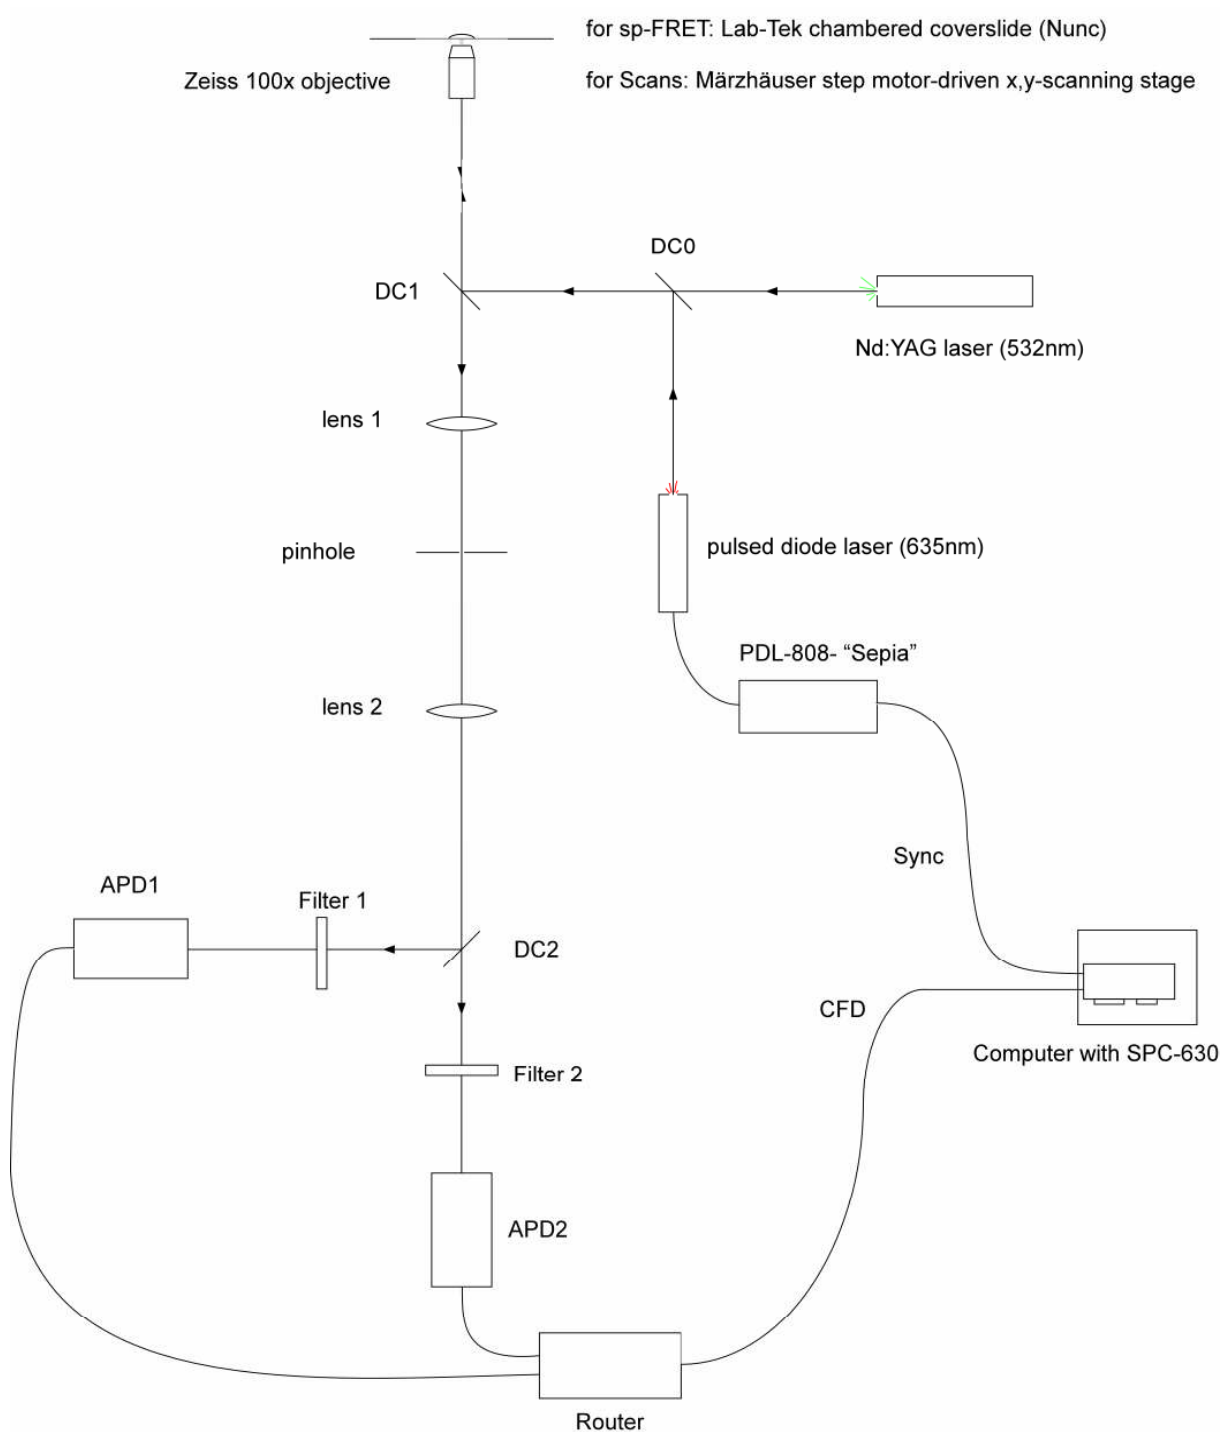 for sp-FRET: Lab-Tek chambered coverslide (Nunc)
Zeiss 100x objective
for Scans: Märzhäuser step motor-driven x,y-scanning stage
DC0
DC1
Nd:YAG laser (532nm)
lens 1
pinhole
pulsed diode laser (635nm)
PDL-808- “Sepia”
lens 2
Sync
APD1
Filter 1
DC2
CFD
Computer with SPC-630
Filter 2
APD2
Router